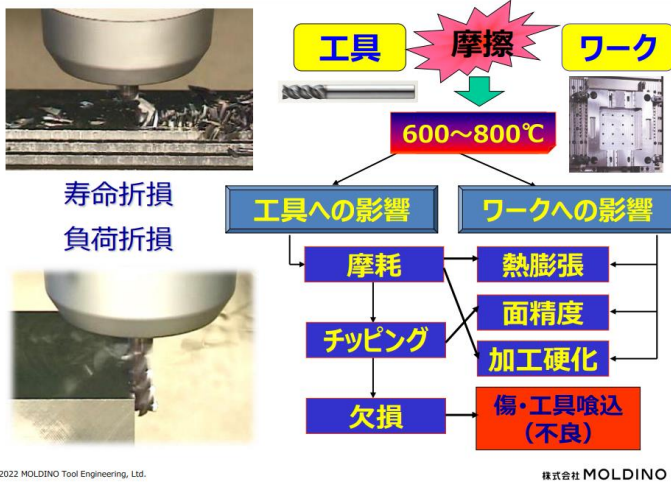 工具
摩擦
ワーク
600～800℃
寿命折損
負荷折損
工具への影響
ワークへの影響
摩耗
熱膨張
面精度
チッピング
加工硬化
欠損
傷・工具喰込
（不良）
2022 MOLDINO Tool Engineering, Ltd.
株式会社 MOLDINO